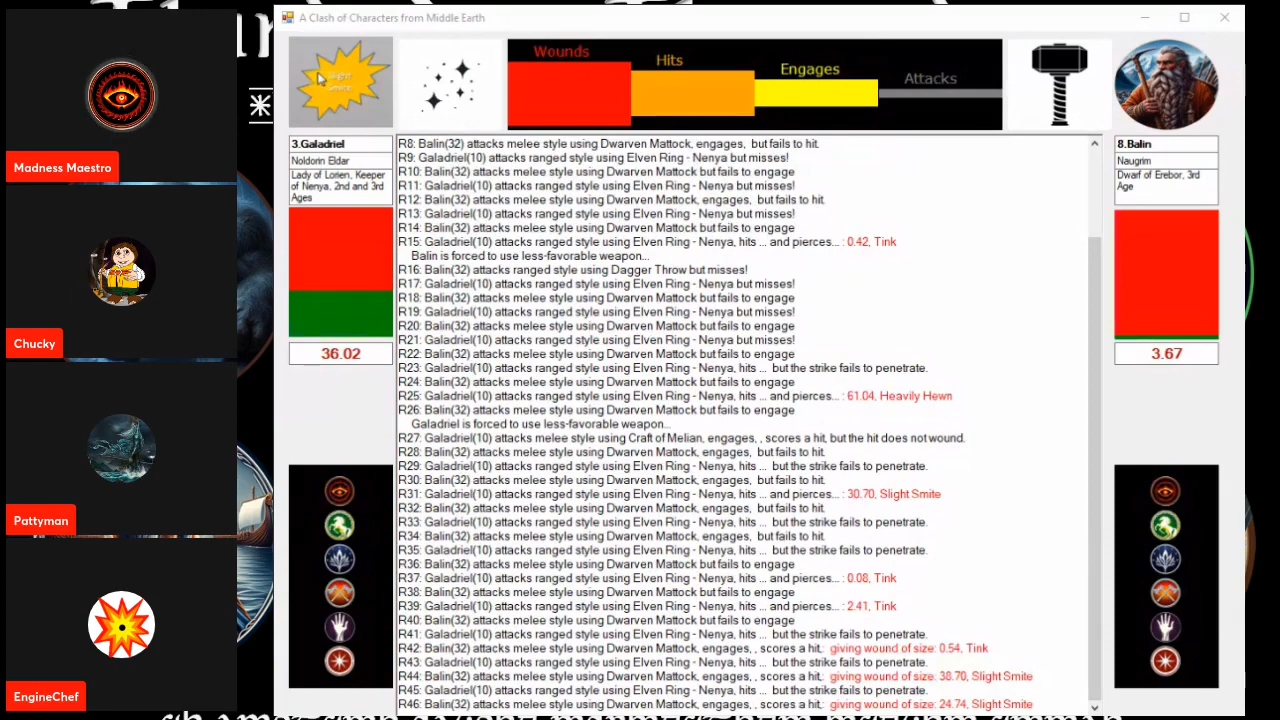 A Clash of Characters from Middle Earth
Madness Maestro
Chucky
Pattyman
EngineChef
Wounds
Hits
Engages
Attacks
3.Galadriel
Noldorin Eldar
Lady of Lorien, Keeper
of Nenya, 2nd and 3rd
Ages
36.02
R8: Balin(32) attacks melee style using Dwarven Mattock, engages, but fails to hit.
R9: Galadriel(10) attacks ranged style using Elven Ring - Nenya but misses!
R10: Balin(32) attacks melee style using Dwarven Mattock but fails to engage
R11: Galadriel(10) attacks ranged style using Elven Ring - Nenya but misses!
R12: Balin(32) attacks melee style using Dwarven Mattock, engages, but fails to hit.
R13: Galadriel(10) attacks ranged style using Elven Ring - Nenya but misses!
R14: Balin(32) attacks melee style using Dwarven Mattock but fails to engage
R15: Galadriel(10) attacks ranged style using Elven Ring - Nenya, hits ... and pierces... : 0.42, Tink
Balin is forced to use less-favorable weapon...
R16: Balin(32) attacks ranged style using Dagger Throw but misses!
R17: Galadriel(10) attacks ranged style using Elven Ring - Nenya but misses!
R18: Balin(32) attacks melee style using Dwarven Mattock but fails to engage
R19: Galadriel(10) attacks ranged style using Elven Ring - Nenya but misses!
R20: Balin(32) attacks melee style using Dwarven Mattock but fails to engage
R21: Galadriel(10) attacks ranged style using Elven Ring - Nenya but misses!
R22: Balin(32) attacks melee style using Dwarven Mattock but fails to engage
R23: Galadriel(10) attacks ranged style using Elven Ring - Nenya, hits ... but the strike fails to penetrate.
R24: Balin(32) attacks melee style using Dwarven Mattock but fails to engage
R25: Galadriel(10) attacks ranged style using Elven Ring - Nenya, hits ... and pierces... : 61.04, Heavily Hewn
R26: Balin(32) attacks melee style using Dwarven Mattock but fails to engage
Galadriel is forced to use less-favorable weapon...
R27: Galadriel(10) attacks melee style using Craft of Melian, engages, , scores a hit, but the hit does not wound.
R28: Balin(32) attacks melee style using Dwarven Mattock, engages, but fails to hit.
R29: Galadriel(10) attacks ranged style using Elven Ring - Nenya, hits ... but the strike fails to penetrate.
R30: Balin(32) attacks melee style using Dwarven Mattock, engages, but fails to hit.
R31: Galadriel(10) attacks ranged style using Elven Ring - Nenya, hits ... and pierces... : 30.70, Slight Smite
R32: Balin(32) attacks melee style using Dwarven Mattock, engages, but fails to hit.
R33: Galadriel(10) attacks ranged style using Elven Ring - Nenya, hits ... but the strike fails to penetrate.
R34: Balin(32) attacks melee style using Dwarven Mattock, engages, but fails to hit.
R35: Galadriel(10) attacks ranged style using Elven Ring - Nenya, hits ... but the strike fails to penetrate.
R36: Balin(32) attacks melee style using Dwarven Mattock but fails to engage
R37: Galadriel(10) attacks ranged style using Elven Ring - Nenya, hits ... and pierces... : 0.08, Tink
R38: Balin(32) attacks melee style using Dwarven Mattock but fails to engage
R39: Galadriel(10) attacks ranged style using Elven Ring - Nenya, hits ... and pierces... : 2.41, Tink
R40: Balin(32) attacks melee style using Dwarven Mattock but fails to engage
R41: Galadriel(10) attacks ranged style using Elven Ring - Nenya, hits ... but the strike fails to penetrate.
R42: Balin(32) attacks melee style using Dwarven Mattock, engages, , scores a hit,: giving wound of size: 0.54, Tink
R43: Galadriel(10) attacks ranged style using Elven Ring - Nenya, hits ... but the strike fails to penetrate.
R44: Balin(32) attacks melee style using Dwarven Mattock, engages, , scores a hit,: giving wound of size: 38.70, Slight Smite
R45: Galadriel(10) attacks ranged style using Elven Ring - Nenya, hits ... but the strike fails to penetrate.
R46: Balin(32) attacks melee style using Dwarven Mattock, engages, , scores a hit,: giving wound of size: 24.74, Slight Smite
8.Balin
Naugrim
Dwarf of Erebor, 3rd
Age
3.67